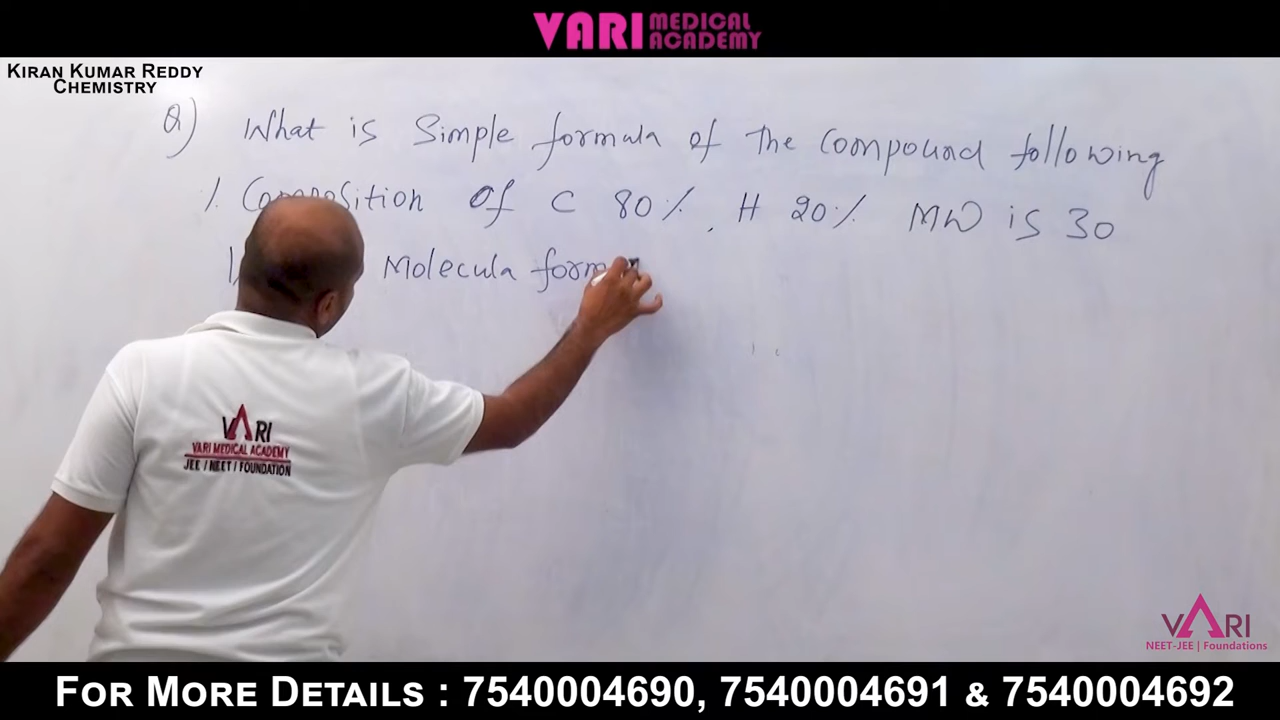 VARI MEDICAL ACADEMY
KIRAN KUMAR REDDY
CHEMISTRY
Q) What is Simple formula of the compound following
% Composition of C 80%, H 20% MW is 30
Molecula form
VARI
VARI MEDICAL ACADEMY
JEE / NEET / FOUNDATION
VARI
NEET-JEE | Foundations
FOR MORE DETAILS : 7540004690, 7540004691 & 7540004692